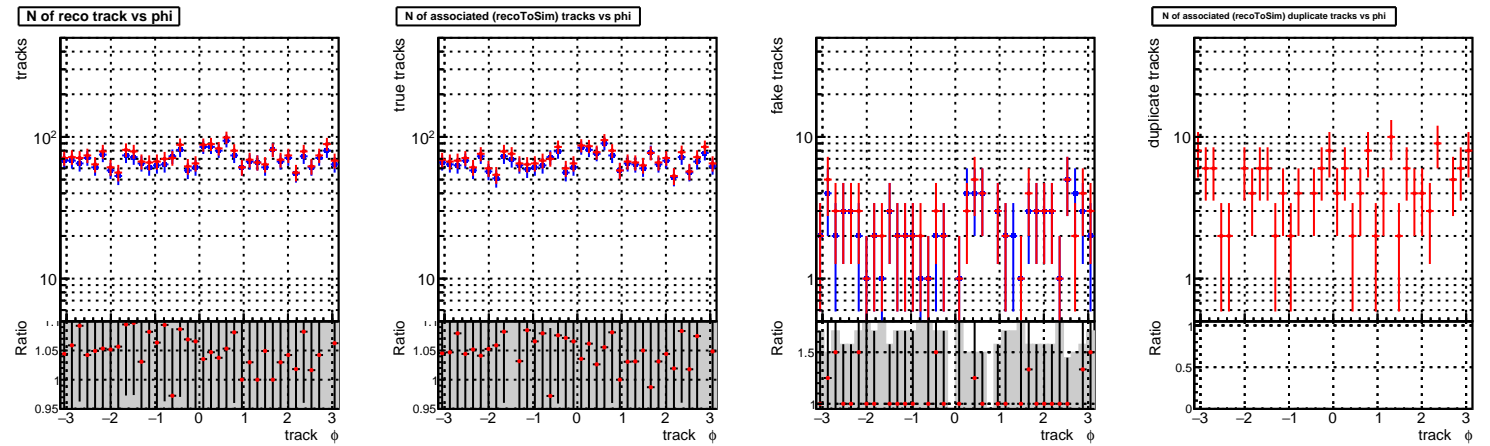 N of reco track vs phi
tracks
10²
10
Ratio
1.1
1.05
1
0.95
−3 −2 −1 0 1 2 3
track ϕ
N of associated (recoToSim) tracks vs phi
true tracks
10²
10
Ratio
1.1
1.05
1
0.95
−3 −2 −1 0 1 2 3
track ϕ
fake tracks
10
1
Ratio
1.5
1
−3 −2 −1 0 1 2 3
track ϕ
N of associated (recoToSim) duplicate tracks vs phi
duplicate tracks
10
1
Ratio
1
0.5
0
−3 −2 −1 0 1 2 3
track ϕ